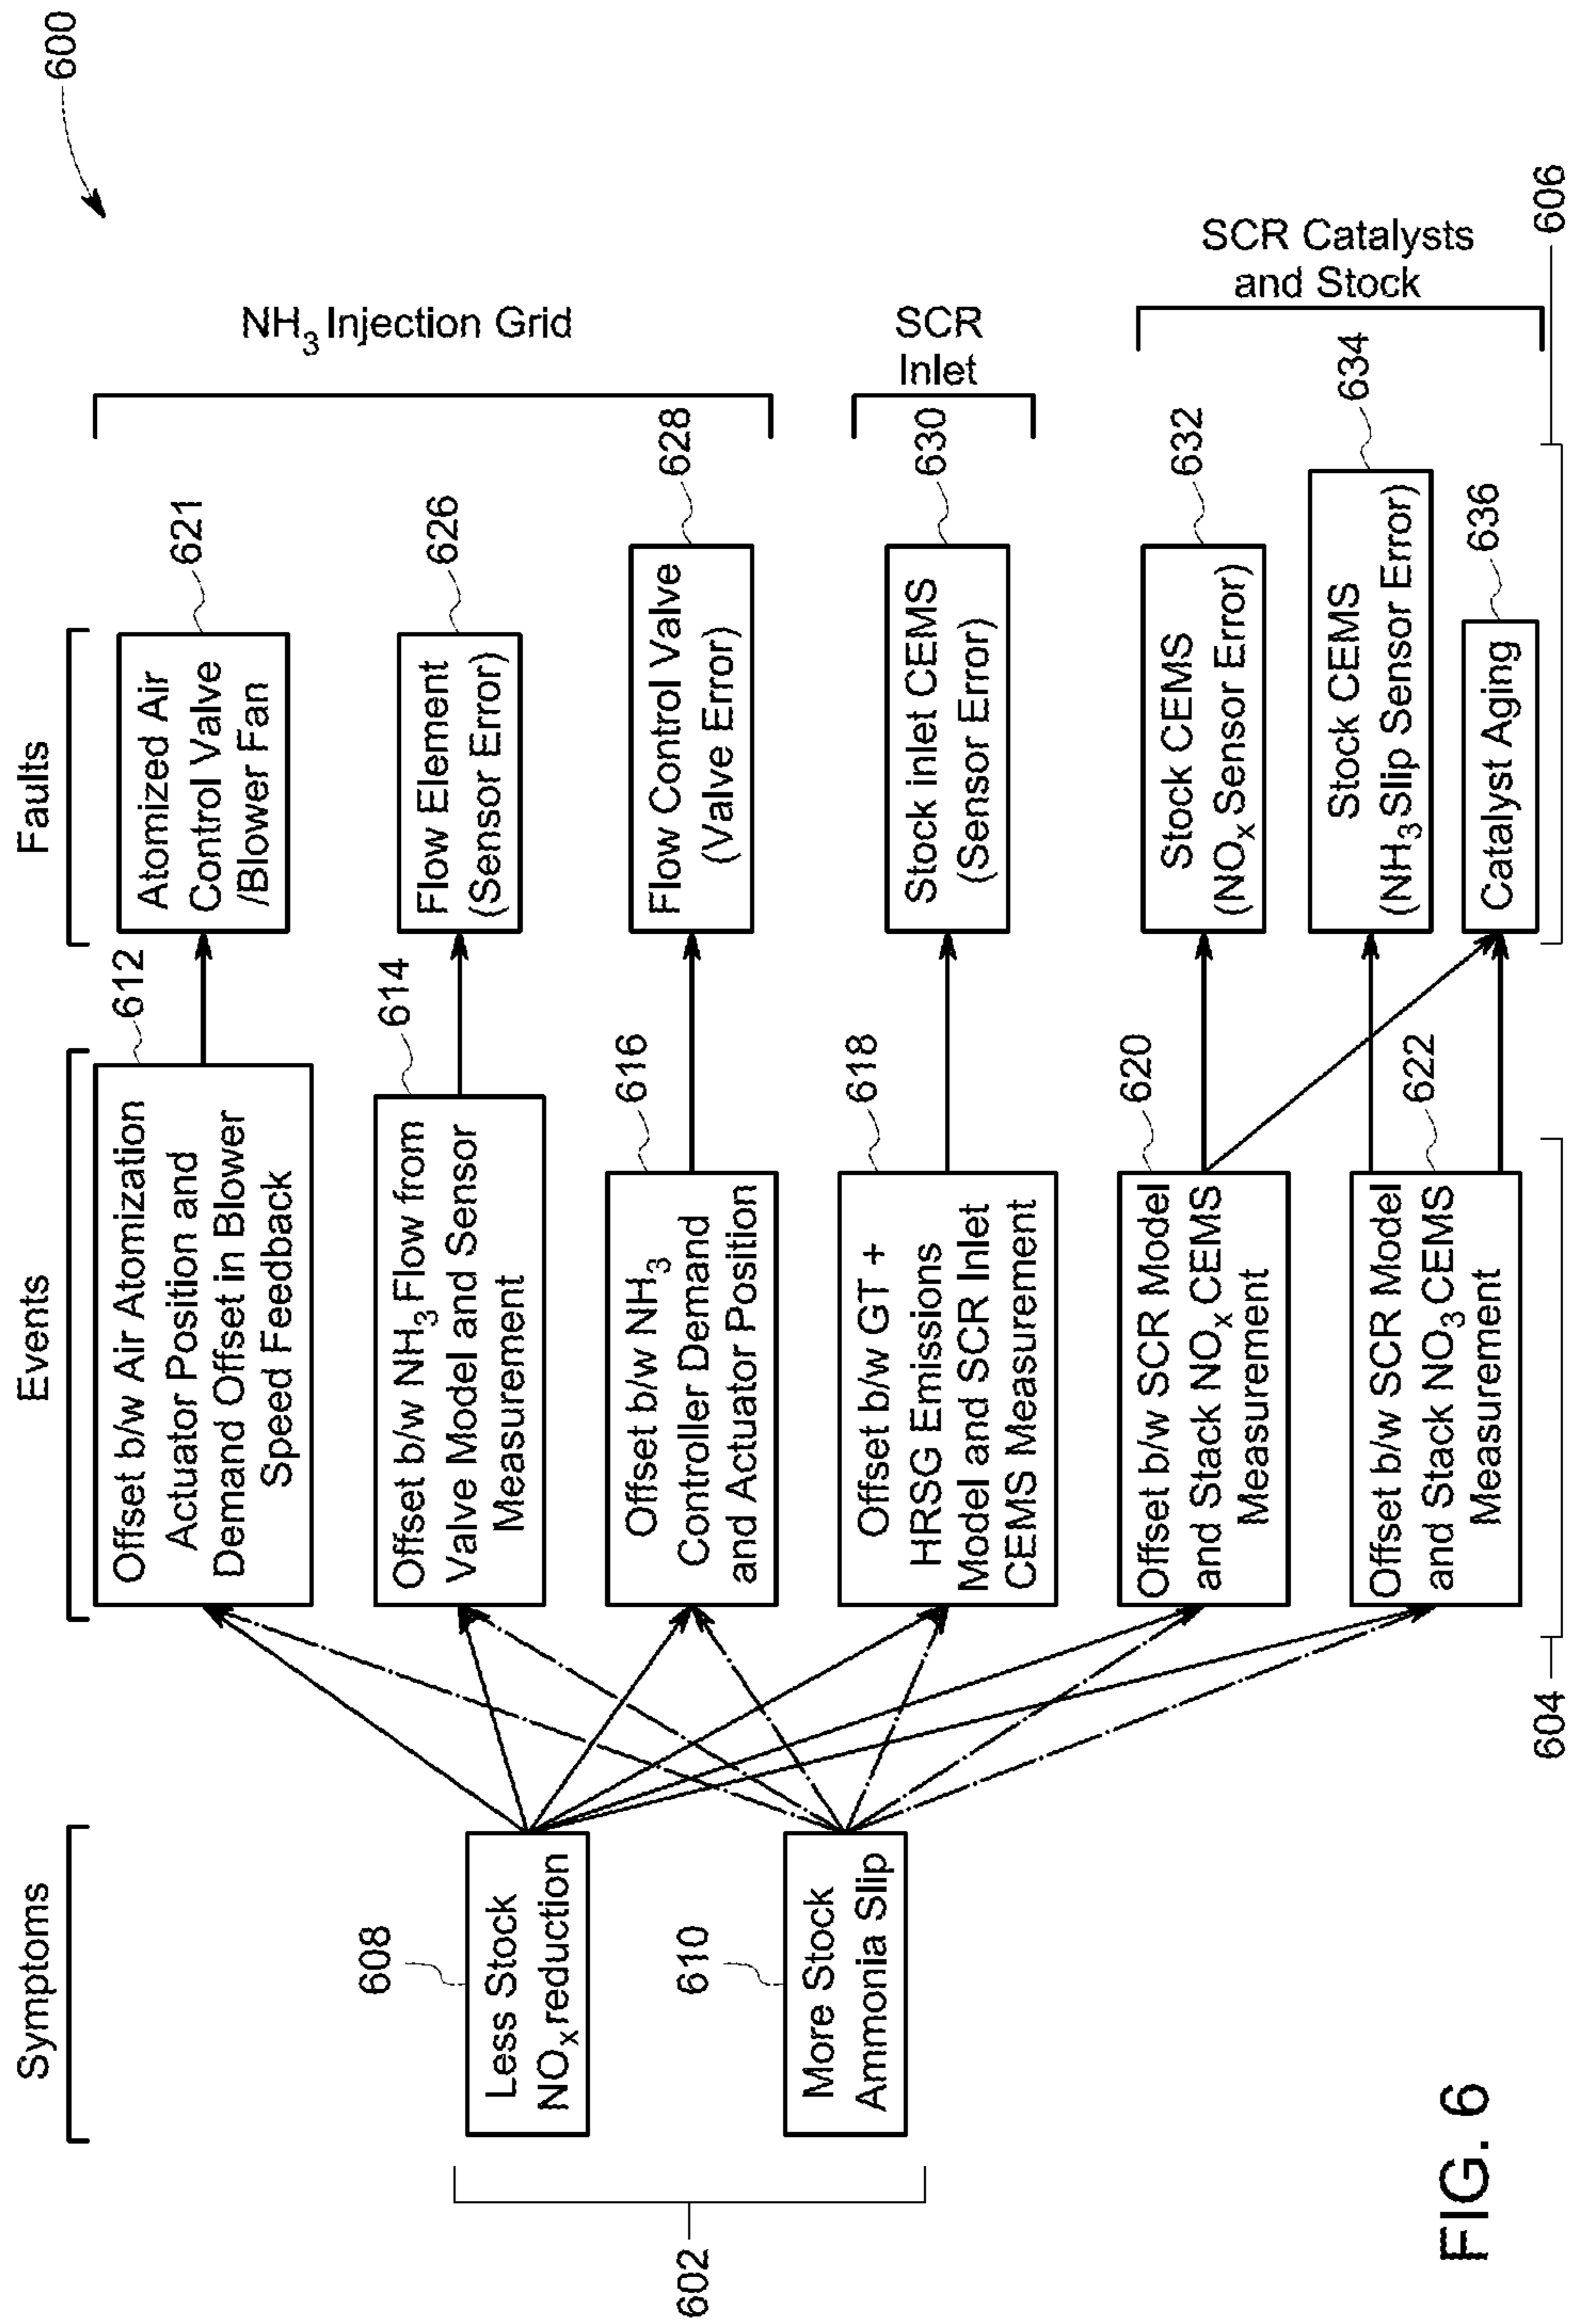 600
Symptoms
Events
Faults
608
Less Stock
NOx reduction
610
More Stock
Ammonia Slip
602
612
Offset b/w Air Atomization
Actuator Position and
Demand Offset in Blower
Speed Feedback
614
Offset b/w NH3 Flow from
Valve Model and Sensor
Measurement
616
Offset b/w NH3
Controller Demand
and Actuator Position
618
Offset b/w GT +
HRSG Emissions
Model and SCR Inlet
CEMS Measurement
620
Offset b/w SCR Model
and Stack NOx CEMS
Measurement
622
Offset b/w SCR Model
and Stack NO3 CEMS
Measurement
604
621
Atomized Air
Control Valve
/Blower Fan
626
Flow Element
(Sensor Error)
628
Flow Control Valve
(Valve Error)
630
Stock inlet CEMS
(Sensor Error)
632
Stock CEMS
(NOx Sensor Error)
634
Stock CEMS
(NH3 Slip Sensor Error)
636
Catalyst Aging
606
NH3 Injection Grid
SCR
Inlet
SCR Catalysts
and Stock
FIG. 6